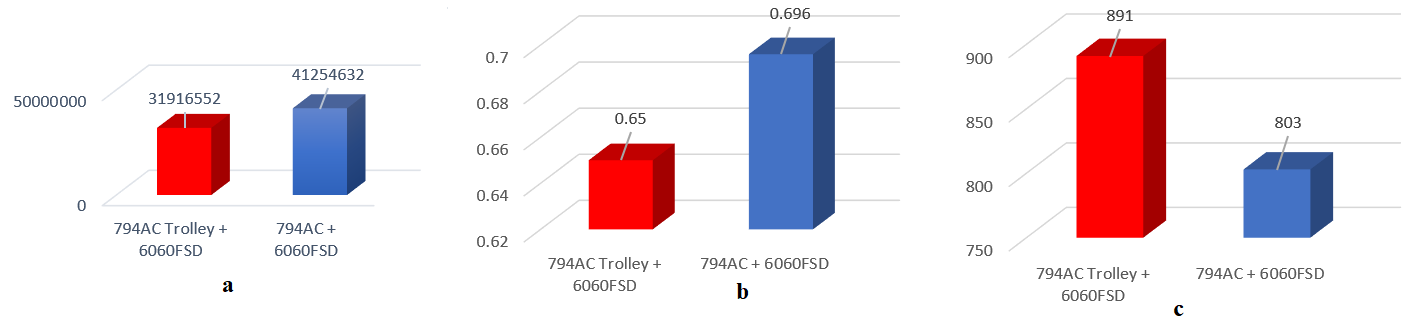 50000000
0
31916552
41254632
794AC Trolley +
6060FSD
794AC +
6060FSD
a
0.7
0.68
0.66
0.64
0.62
0.65
0.696
794AC Trolley +
6060FSD
794AC + 6060FSD
b
900
850
800
750
891
803
794AC Trolley +
6060FSD
794AC + 6060FSD
c